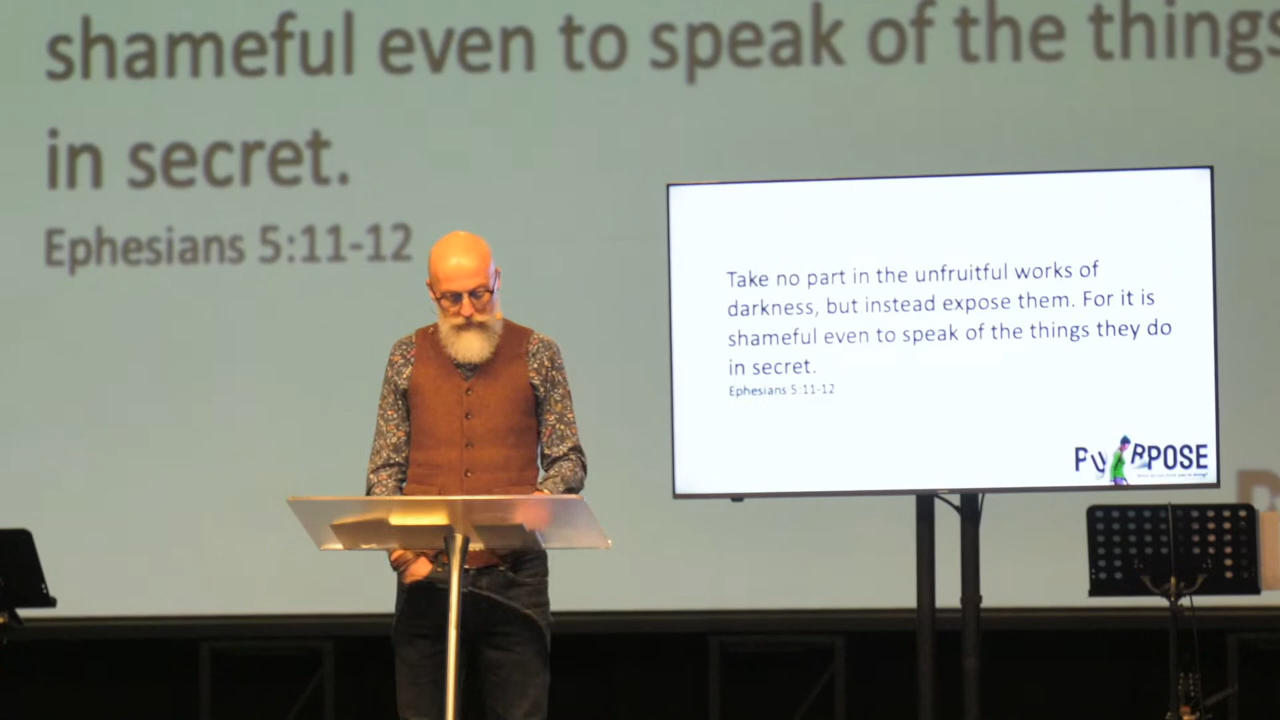 shameful even to speak of the things
in secret.
Ephesians 5:11-12
Take no part in the unfruitful works of
darkness, but instead expose them. For it is
shameful even to speak of the things they do
in secret.
Ephesians 5:11-12
PURPOSE